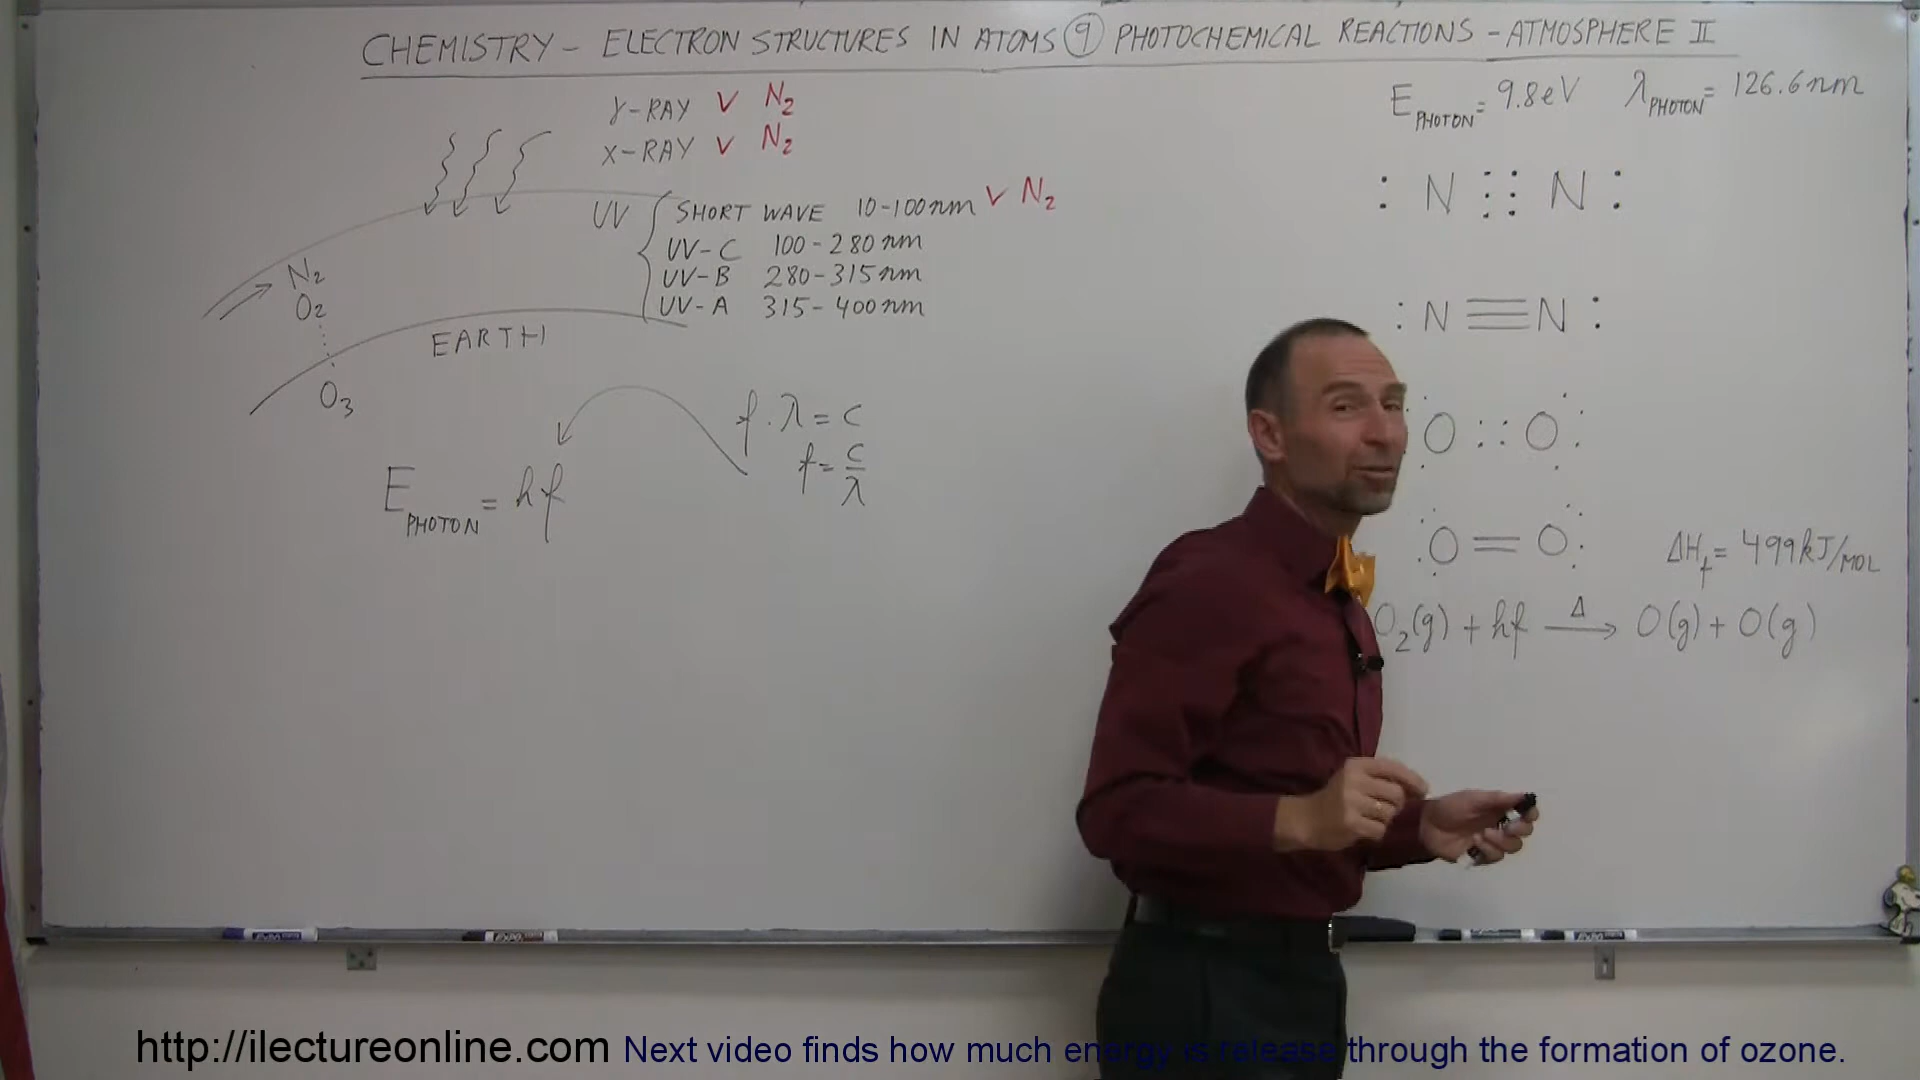 CHEMISTRY - ELECTRON STRUCTURES IN ATOMS ⑨ PHOTOCHEMICAL REACTIONS - ATMOSPHERE II
γ-RAY V N₂
X-RAY V N₂
UV { SHORT WAVE 10-100nm V N₂
UV-C 100-280nm
UV-B 280-315nm
UV-A 315-400nm
N₂
O₂
EARTH
O₃
f·λ = c
f = c/λ
E PHOTON = hf
E PHOTON = 9.8eV λ PHOTON = 126.6nm
: N ⋮⋮ N :
: N ≡ N :
O :: O
O = O
ΔHf = 499kJ/MOL
O₂(g) + hf →Δ O(g) + O(g)
EXPO
EXPO
http://ilectureonline.com Next video finds how much energy is release through the formation of ozone.